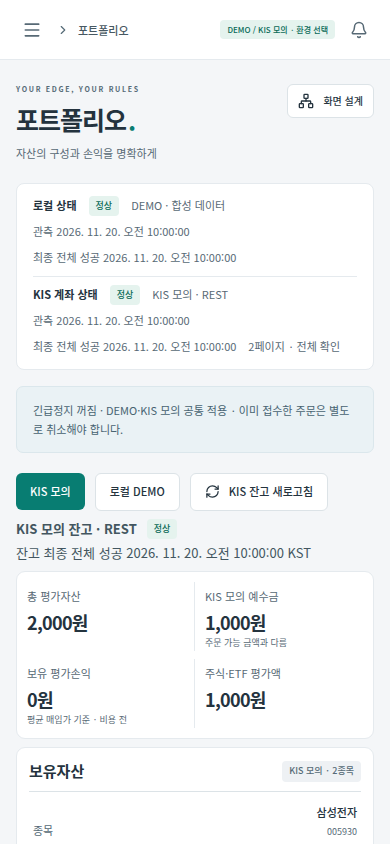 포트폴리오
DEMO / KIS 모의 · 환경 선택
YOUR EDGE, YOUR RULES
포트폴리오.
화면 설계
자산의 구성과 손익을 명확하게
로컬 상태 정상 DEMO · 합성 데이터
관측 2026. 11. 20. 오전 10:00:00
최종 전체 성공 2026. 11. 20. 오전 10:00:00
KIS 계좌 상태 정상 KIS 모의 · REST
관측 2026. 11. 20. 오전 10:00:00
최종 전체 성공 2026. 11. 20. 오전 10:00:00 2페이지 · 전체 확인
긴급정지 꺼짐 · DEMO·KIS 모의 공통 적용 · 이미 접수한 주문은 별도
로 취소해야 합니다.
KIS 모의 로컬 DEMO KIS 잔고 새로고침
KIS 모의 잔고 · REST 정상
잔고 최종 전체 성공 2026. 11. 20. 오전 10:00:00 KST
총 평가자산
2,000원
KIS 모의 예수금
1,000원
주문 가능 금액과 다름
보유 평가손익
0원
평균 매입가 기준 · 비용 전
주식·ETF 평가액
1,000원
보유자산
KIS 모의 · 2종목
종목
삼성전자
005930